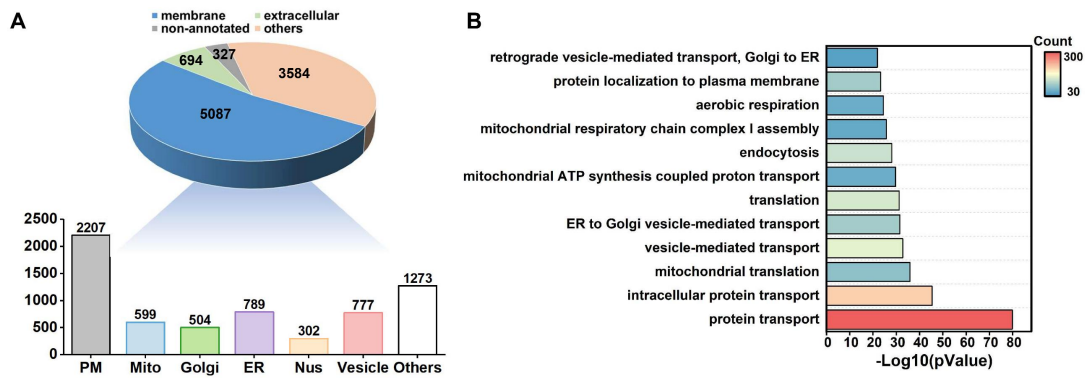 A
membrane extracellular
non-annotated others
327
694
3584
5087
2500
2000
1500
1000
500
0
2207
599
504
789
302
777
1273
PM Mito Golgi ER Nus Vesicle Others
B
retrograde vesicle-mediated transport, Golgi to ER
protein localization to plasma membrane
aerobic respiration
mitochondrial respiratory chain complex I assembly
endocytosis
mitochondrial ATP synthesis coupled proton transport
translation
ER to Golgi vesicle-mediated transport
vesicle-mediated transport
mitochondrial translation
intracellular protein transport
protein transport
0 10 20 30 40 50 60 70 80
-Log10(pValue)
Count
300
30